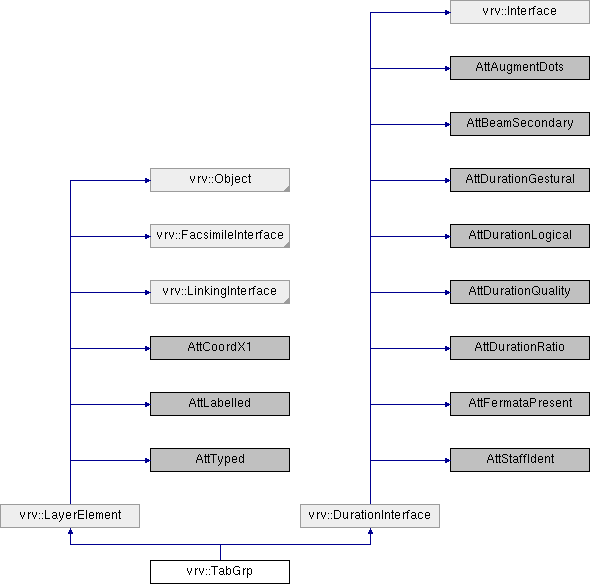 vrv::Interface
AttAugmentDots
AttBeamSecondary
vrv::Object
AttDurationGestural
vrv::FacsimileInterface
AttDurationLogical
vrv::LinkingInterface
AttDurationQuality
AttCoordX1
AttDurationRatio
AttLabelled
AttFermataPresent
AttTyped
AttStaffIdent
vrv::LayerElement
vrv::DurationInterface
vrv::TabGrp